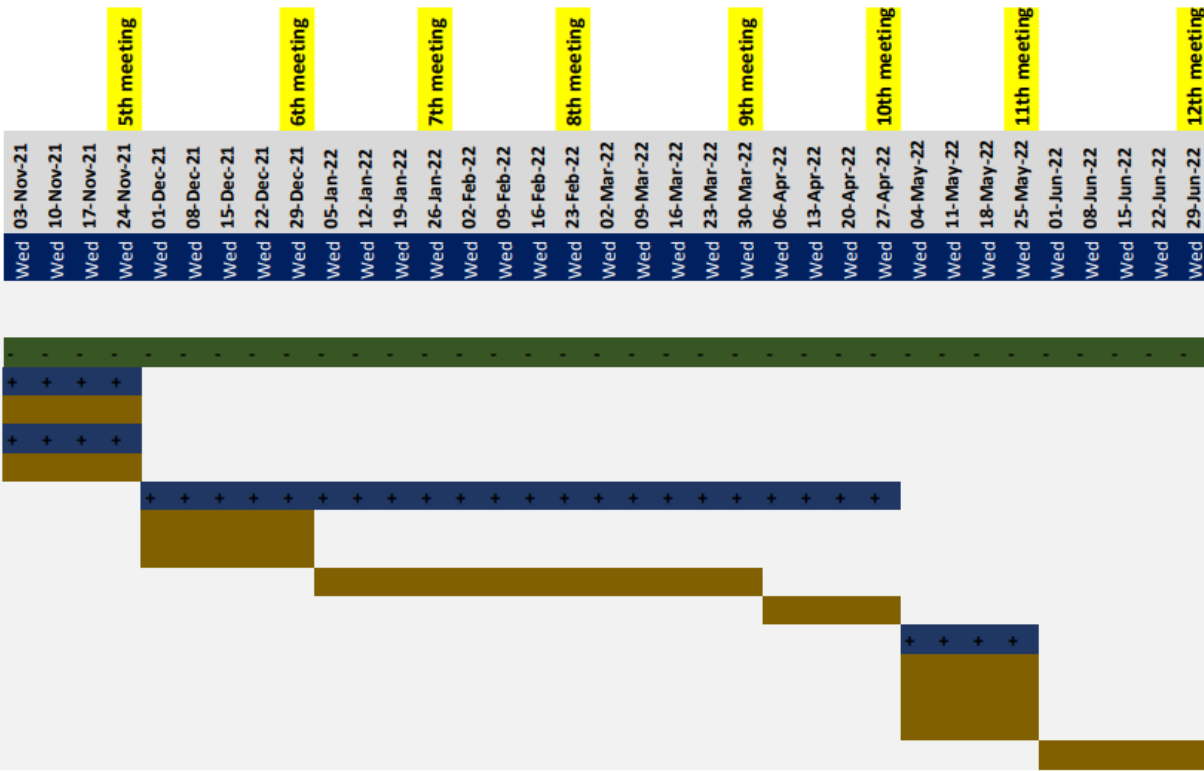 5th meeting 6th meeting 7th meeting 8th meeting 9th meeting 10th meeting 11th meeting 12th meeting
03-Nov-21 10-Nov-21 17-Nov-21 24-Nov-21 01-Dec-21 08-Dec-21 15-Dec-21 22-Dec-21 29-Dec-21 05-Jan-22 12-Jan-22 19-Jan-22 26-Jan-22 02-Feb-22 09-Feb-22 16-Feb-22 23-Feb-22 02-Mar-22 09-Mar-22 16-Mar-22 23-Mar-22 30-Mar-22 06-Apr-22 13-Apr-22 20-Apr-22 27-Apr-22 04-May-22 11-May-22 18-May-22 25-May-22 01-Jun-22 08-Jun-22 15-Jun-22 22-Jun-22 29-Jun-22
Wed Wed Wed Wed Wed Wed Wed Wed Wed Wed Wed Wed Wed Wed Wed Wed Wed Wed Wed Wed Wed Wed Wed Wed Wed Wed Wed Wed Wed Wed Wed Wed Wed Wed Wed
- - - - - - - - - - - - - - - - - - - - - - - - - - - - - - - - - - -
+ + + +
+ + + +
+ + + + + + + + + + + + + + + + + + + + + +
+ + + +